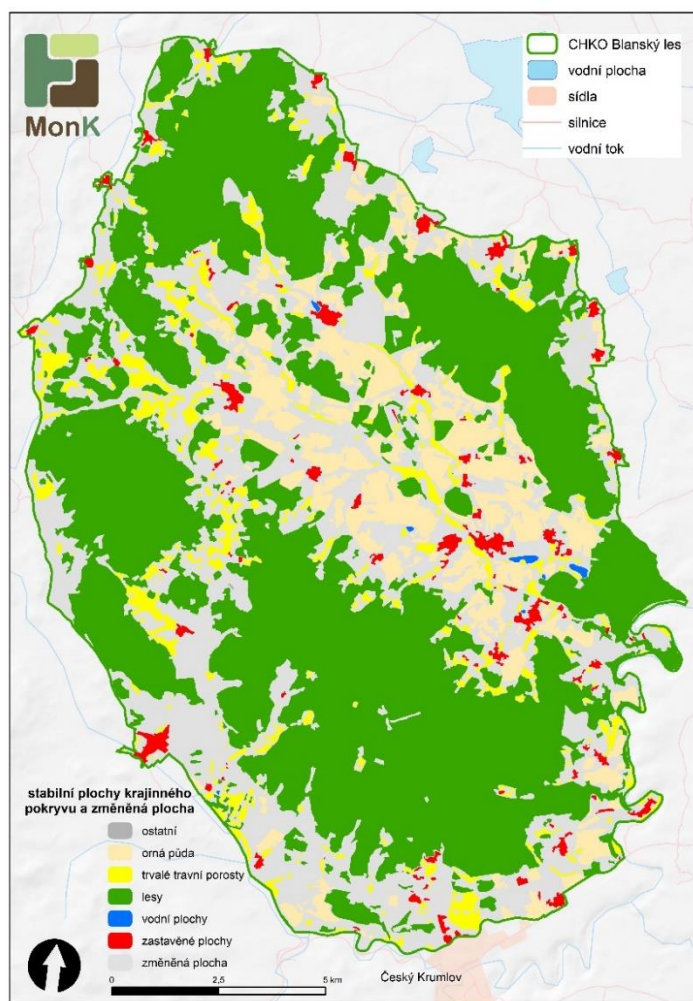 MonK
CHKO Blanský les
vodní plocha
sídla
silnice
vodní tok
stabilní plochy krajinného
pokryvu a změněná plocha
ostatní
orná půda
trvalé travní porosty
lesy
vodní plochy
zastavěné plochy
změněná plocha
0 2,5 5 km
Český Krumlov